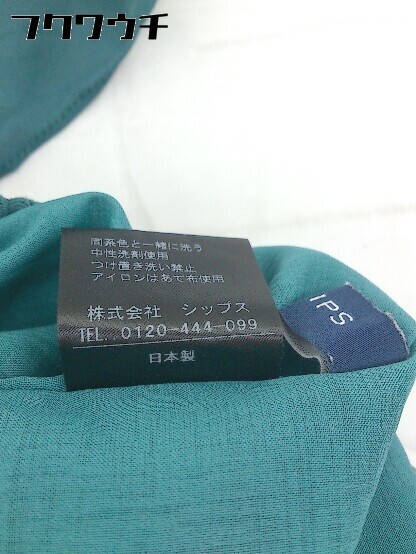 フクワウチ
同系色と一緒に洗う
中性洗剤使用
つけ置き洗い禁止
アイロンはあて布使用
株式会社 シップス
TEL. 0120-444-099
日本製
IPS